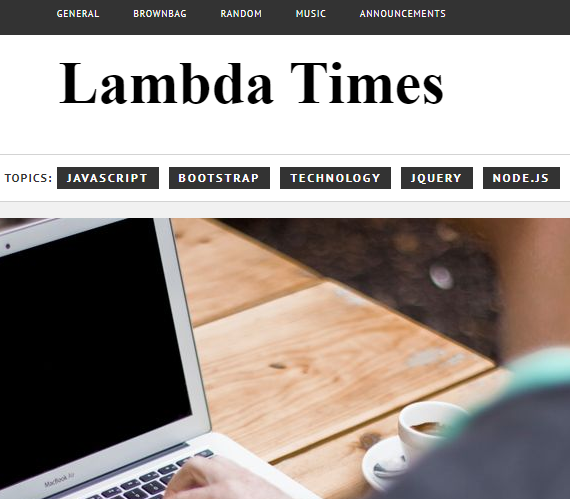 GENERAL BROWNBAG RANDOM MUSIC ANNOUNCEMENTS
Lambda Times
TOPICS: JAVASCRIPT BOOTSTRAP TECHNOLOGY JQUERY NODE.JS
MacBook Air